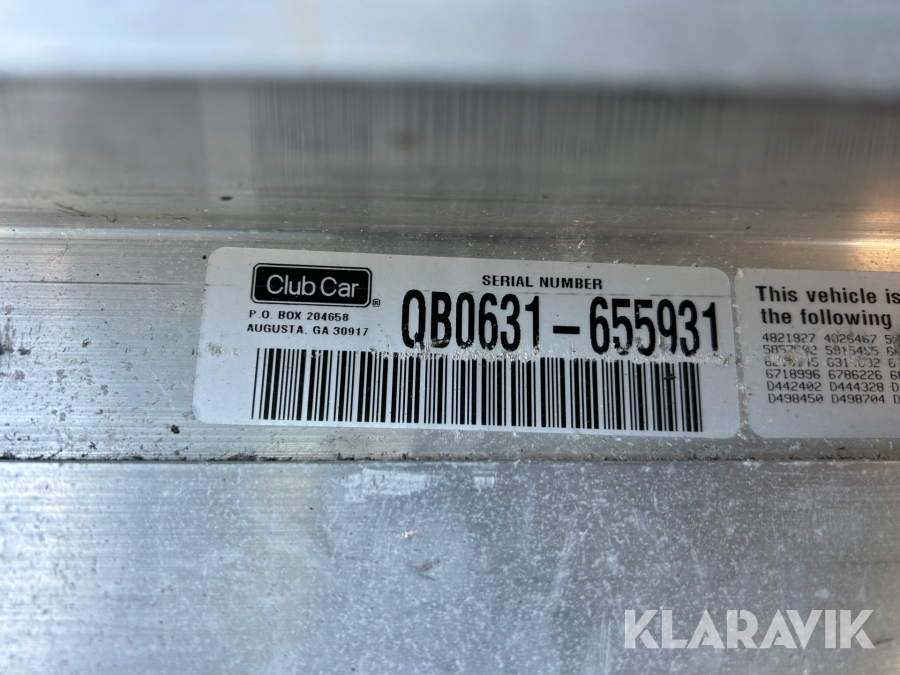 Club Car®
P.O. BOX 204658
AUGUSTA, GA 30917
SERIAL NUMBER
QB0631-655931
This vehicle is
the following
4821927 4026467
6718996 6786226
D442402 D444328 D
D498450 D498704 D
KLARAVIK